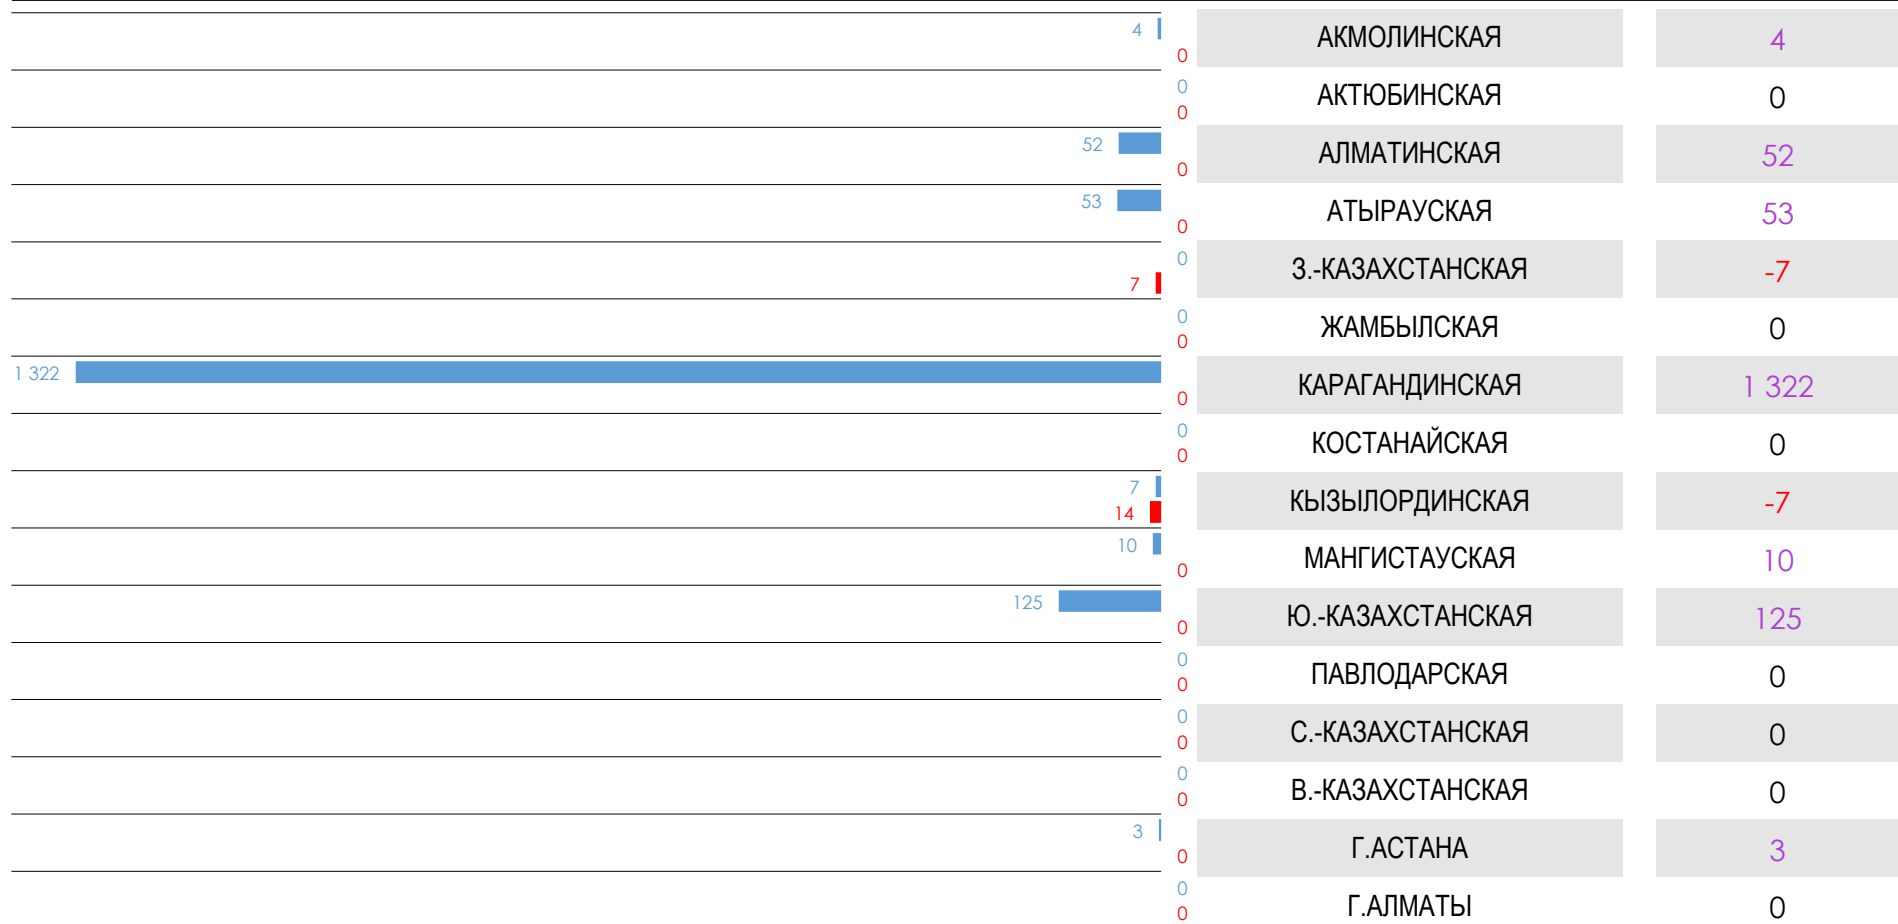 4
0
АКМОЛИНСКАЯ 4
0
0
АКТЮБИНСКАЯ 0
52
0
АЛМАТИНСКАЯ 52
53
0
АТЫРАУСКАЯ 53
0
7
З.-КАЗАХСТАНСКАЯ -7
0
0
ЖАМБЫЛСКАЯ 0
1 322
0
КАРАГАНДИНСКАЯ 1 322
0
0
КОСТАНАЙСКАЯ 0
7
14
КЫЗЫЛОРДИНСКАЯ -7
10
0
МАНГИСТАУСКАЯ 10
125
0
Ю.-КАЗАХСТАНСКАЯ 125
0
0
ПАВЛОДАРСКАЯ 0
0
0
С.-КАЗАХСТАНСКАЯ 0
0
0
В.-КАЗАХСТАНСКАЯ 0
3
0
Г.АСТАНА 3
0
0
Г.АЛМАТЫ 0